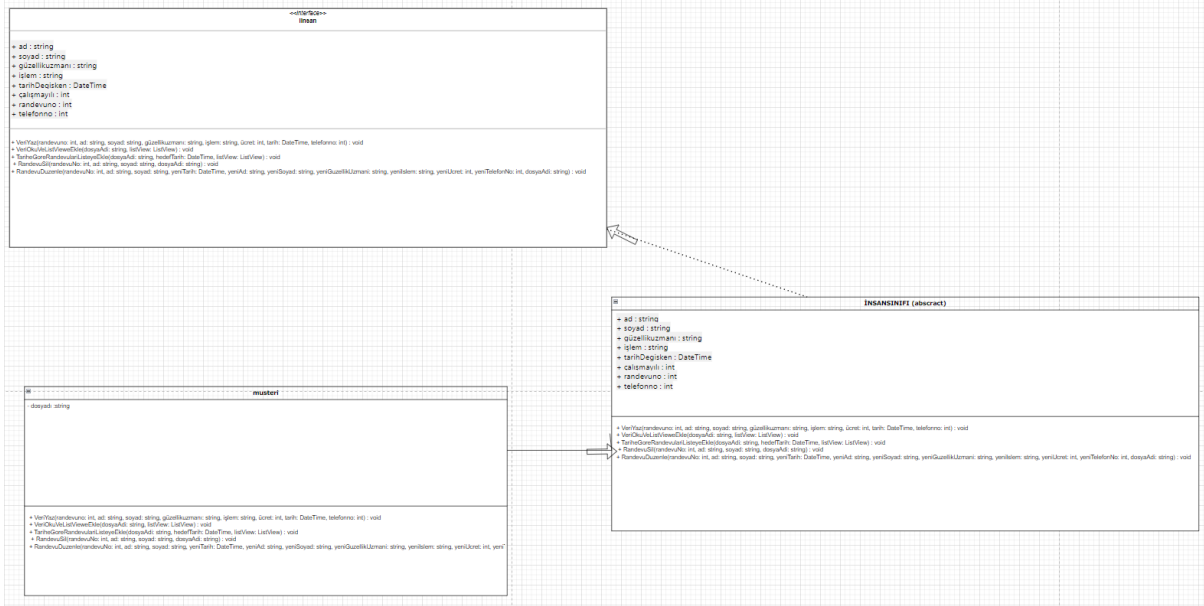 <<interface>>
Iinsan
+ ad : string
+ soyad : string
+ güzellikuzmanı : string
+ işlem : string
+ tarihDegisken : DateTime
+ çalışmayılı : int
+ randevuno : int
+ telefonno : int
+ VeriYaz(randevuno: int, ad: string, soyad: string, güzellikuzmanı: string, işlem: string, ücret: int, tarih: DateTime, telefonno: int) : void
+ VeriOkuVeListVieweEkle(dosyaAdi: string, listView: ListView) : void
+ TariheGoreRandevulariListeyeEkle(dosyaAdi: string, hedefTarih: DateTime, listView: ListView) : void
+ RandevuSil(randevuNo: int, ad: string, soyad: string, dosyaAdi: string) : void
+ RandevuDuzenle(randevuNo: int, ad: string, soyad: string, yeniTarih: DateTime, yeniAd: string, yeniSoyad: string, yeniGuzellikUzmani: string, yeniIslem: string, yeniUcret: int, yeniTelefonNo: int, dosyaAdi: string) : void
İNSANSINIFI (abscract)
+ ad : string
+ soyad : string
+ güzellikuzmanı : string
+ işlem : string
+ tarihDegisken : DateTime
+ çalışmayılı : int
+ randevuno : int
+ telefonno : int
+ VeriYaz(randevuno: int, ad: string, soyad: string, güzellikuzmanı: string, işlem: string, ücret: int, tarih: DateTime, telefonno: int) : void
+ VeriOkuVeListVieweEkle(dosyaAdi: string, listView: ListView) : void
+ TariheGoreRandevulariListeyeEkle(dosyaAdi: string, hedefTarih: DateTime, listView: ListView) : void
+ RandevuSil(randevuNo: int, ad: string, soyad: string, dosyaAdi: string) : void
+ RandevuDuzenle(randevuNo: int, ad: string, soyad: string, yeniTarih: DateTime, yeniAd: string, yeniSoyad: string, yeniGuzellikUzmani: string, yeniIslem: string, yeniUcret: int, yeniTelefonNo: int, dosyaAdi: string) : void
musteri
- dosyadı :string
+ VeriYaz(randevuno: int, ad: string, soyad: string, güzellikuzmanı: string, işlem: string, ücret: int, tarih: DateTime, telefonno: int) : void
+ VeriOkuVeListVieweEkle(dosyaAdi: string, listView: ListView) : void
+ TariheGoreRandevulariListeyeEkle(dosyaAdi: string, hedefTarih: DateTime, listView: ListView) : void
+ RandevuSil(randevuNo: int, ad: string, soyad: string, dosyaAdi: string) : void
+ RandevuDuzenle(randevuNo: int, ad: string, soyad: string, yeniTarih: DateTime, yeniAd: string, yeniSoyad: string, yeniGuzellikUzmani: string, yeniIslem: string, yeniUcret: int, yeni